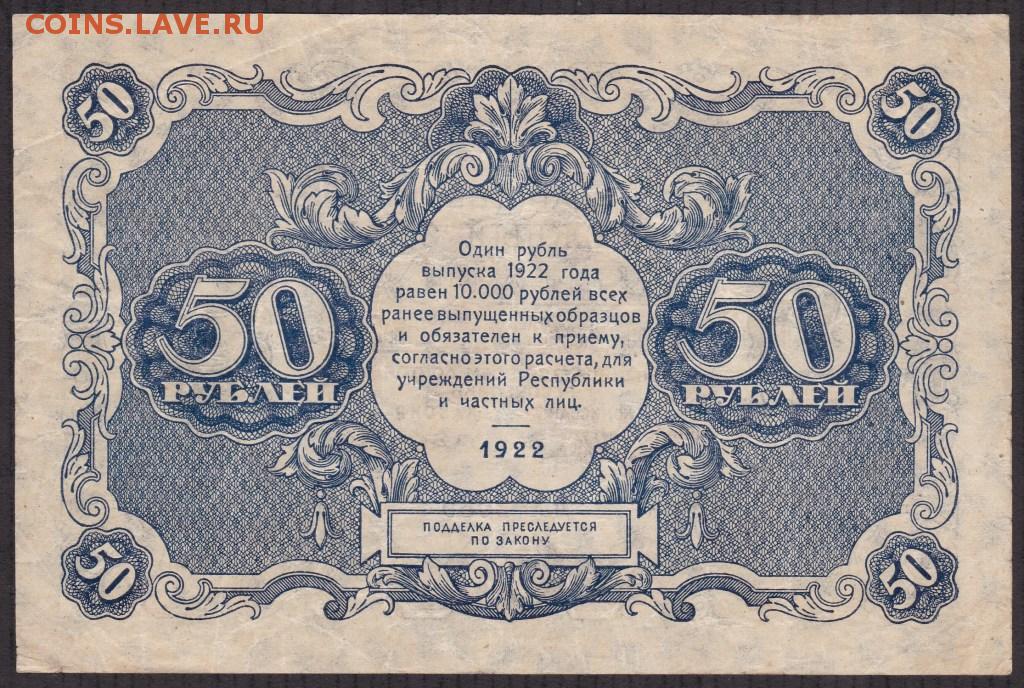 COINS.LAVE.RU
50
50
Один рубль
выпуска 1922 года
равен 10.000 рублей всех
ранее выпущенных образцов
и обязателен к приему,
согласно этого расчета, для
учреждений Республики
и частных лиц.
1922
50
РУБЛЕЙ
50
РУБЛЕЙ
ПОДДЕЛКА ПРЕСЛЕДУЕТСЯ
ПО ЗАКОНУ
50
50